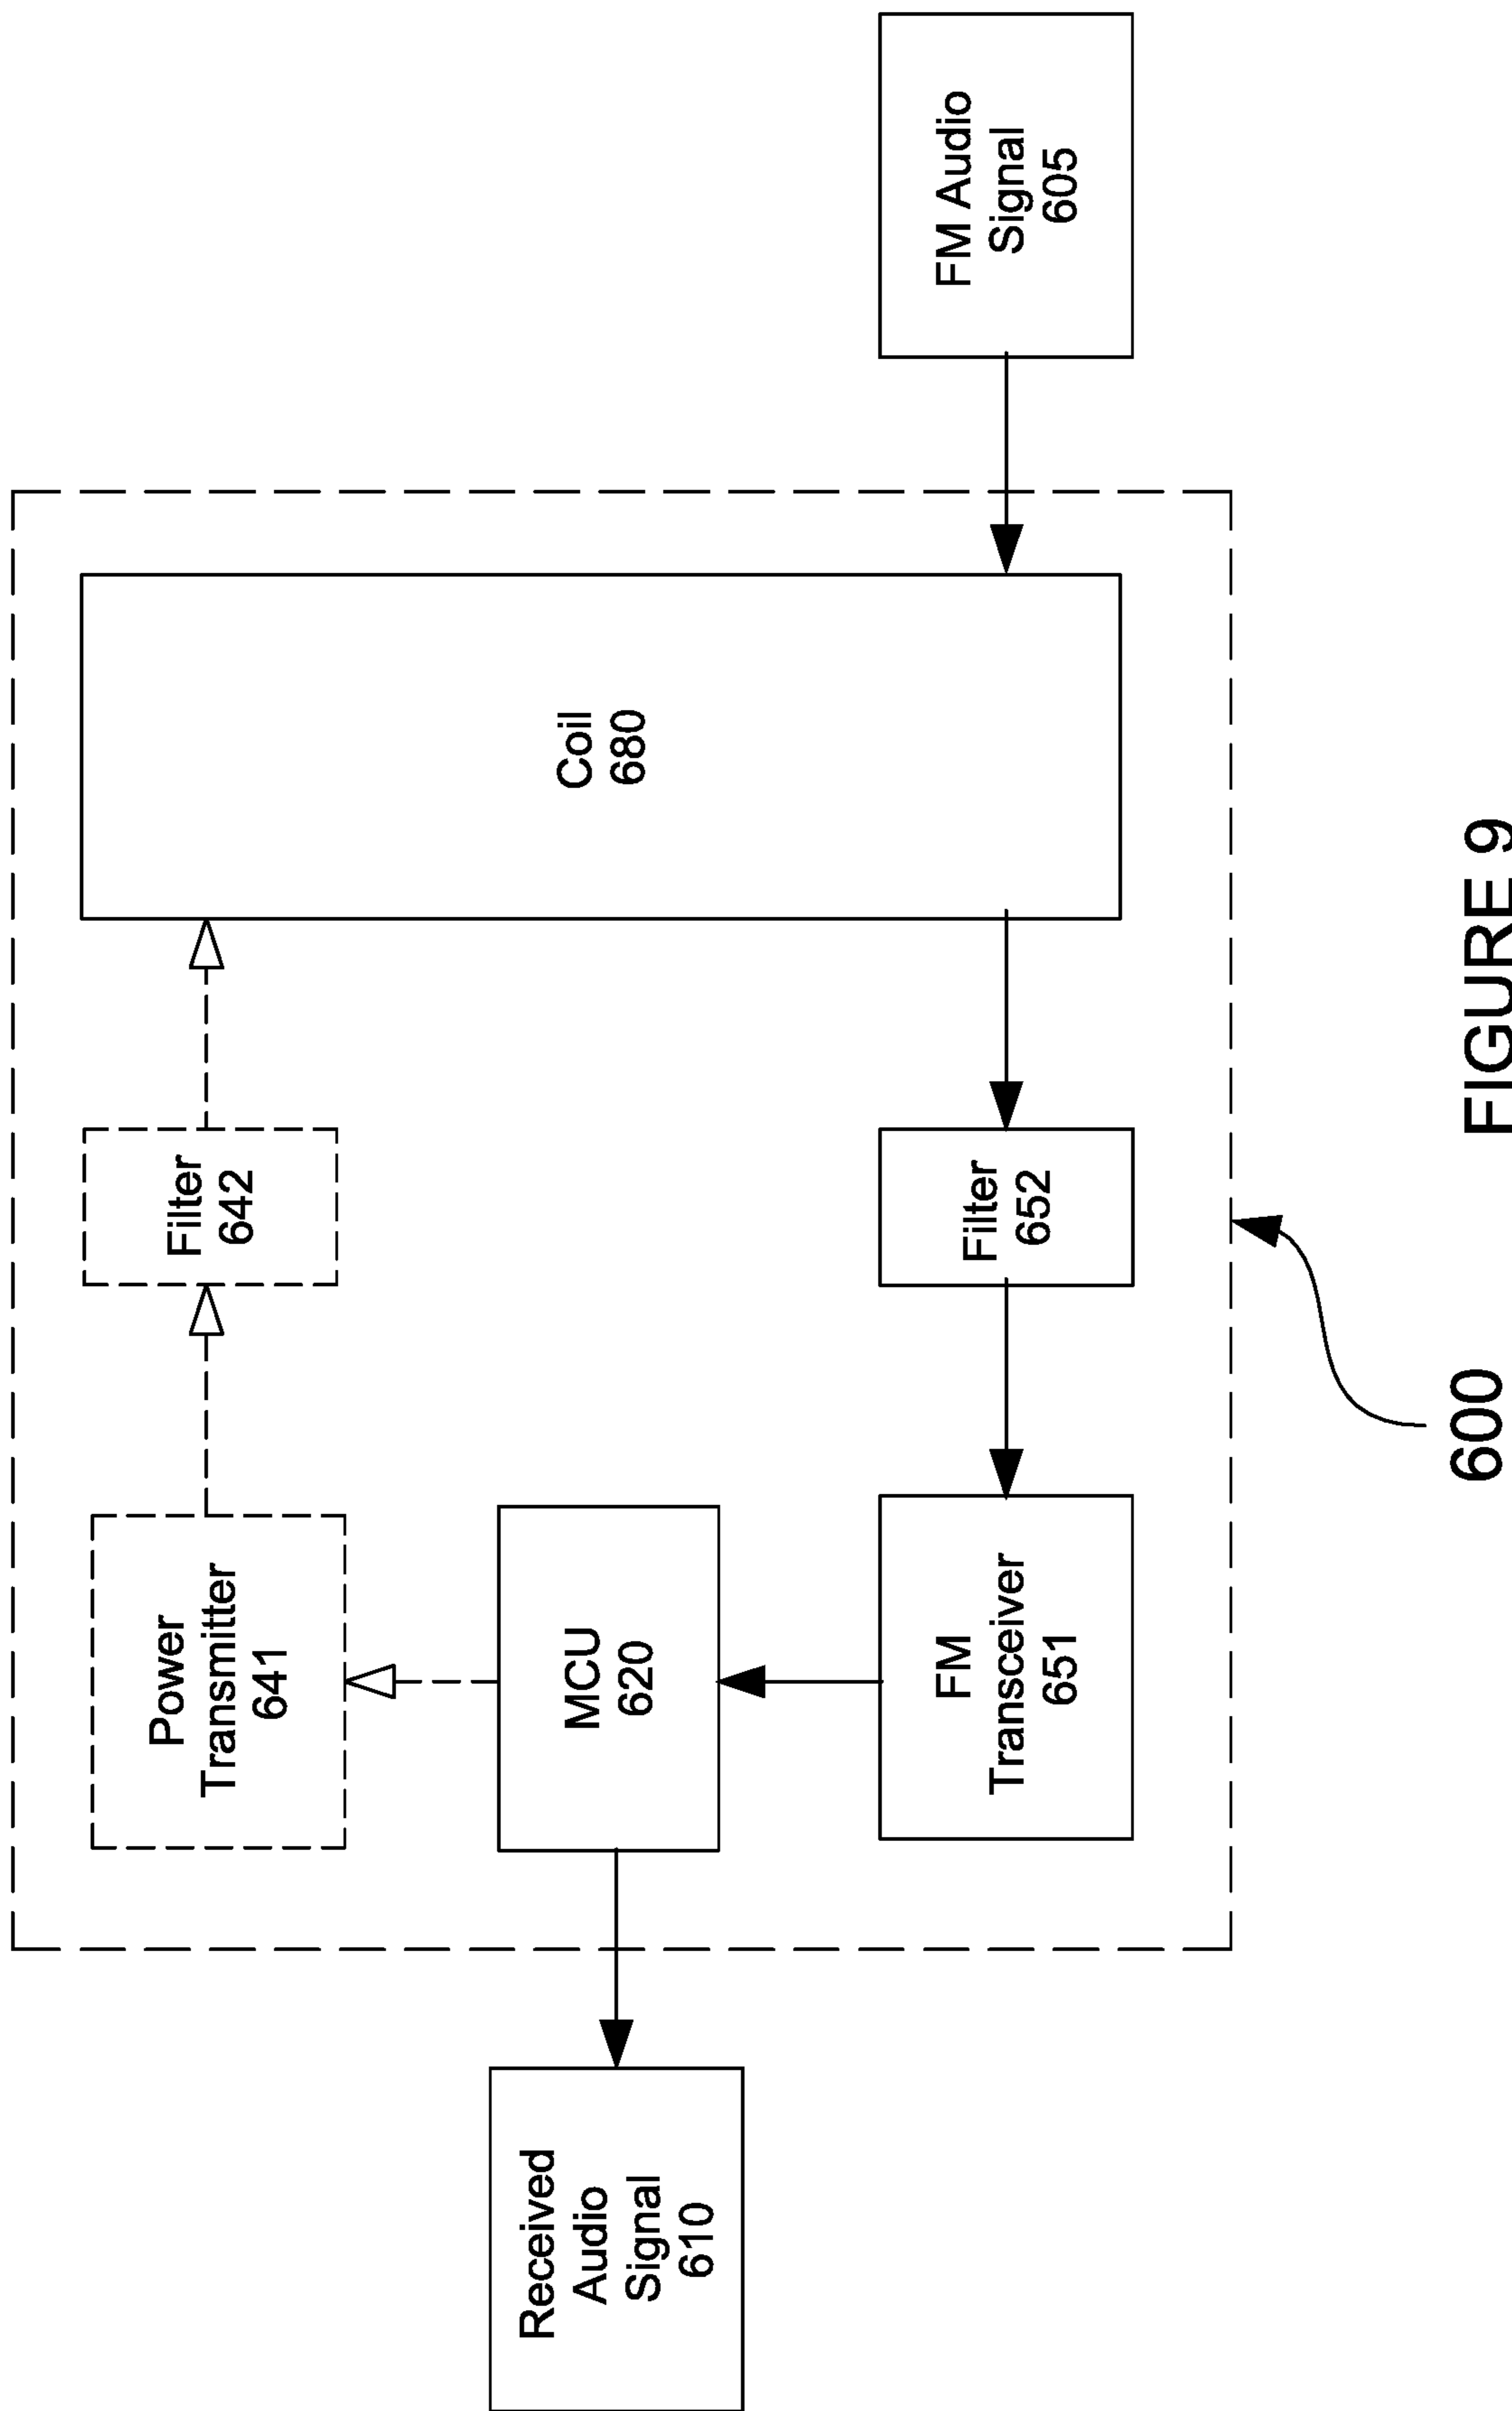 Power
Transmitter
641
Filter
642
Received
Audio
Signal
610
MCU
620
Coil
680
FM
Transceiver
651
Filter
652
FM Audio
Signal
605
600
FIGURE 9